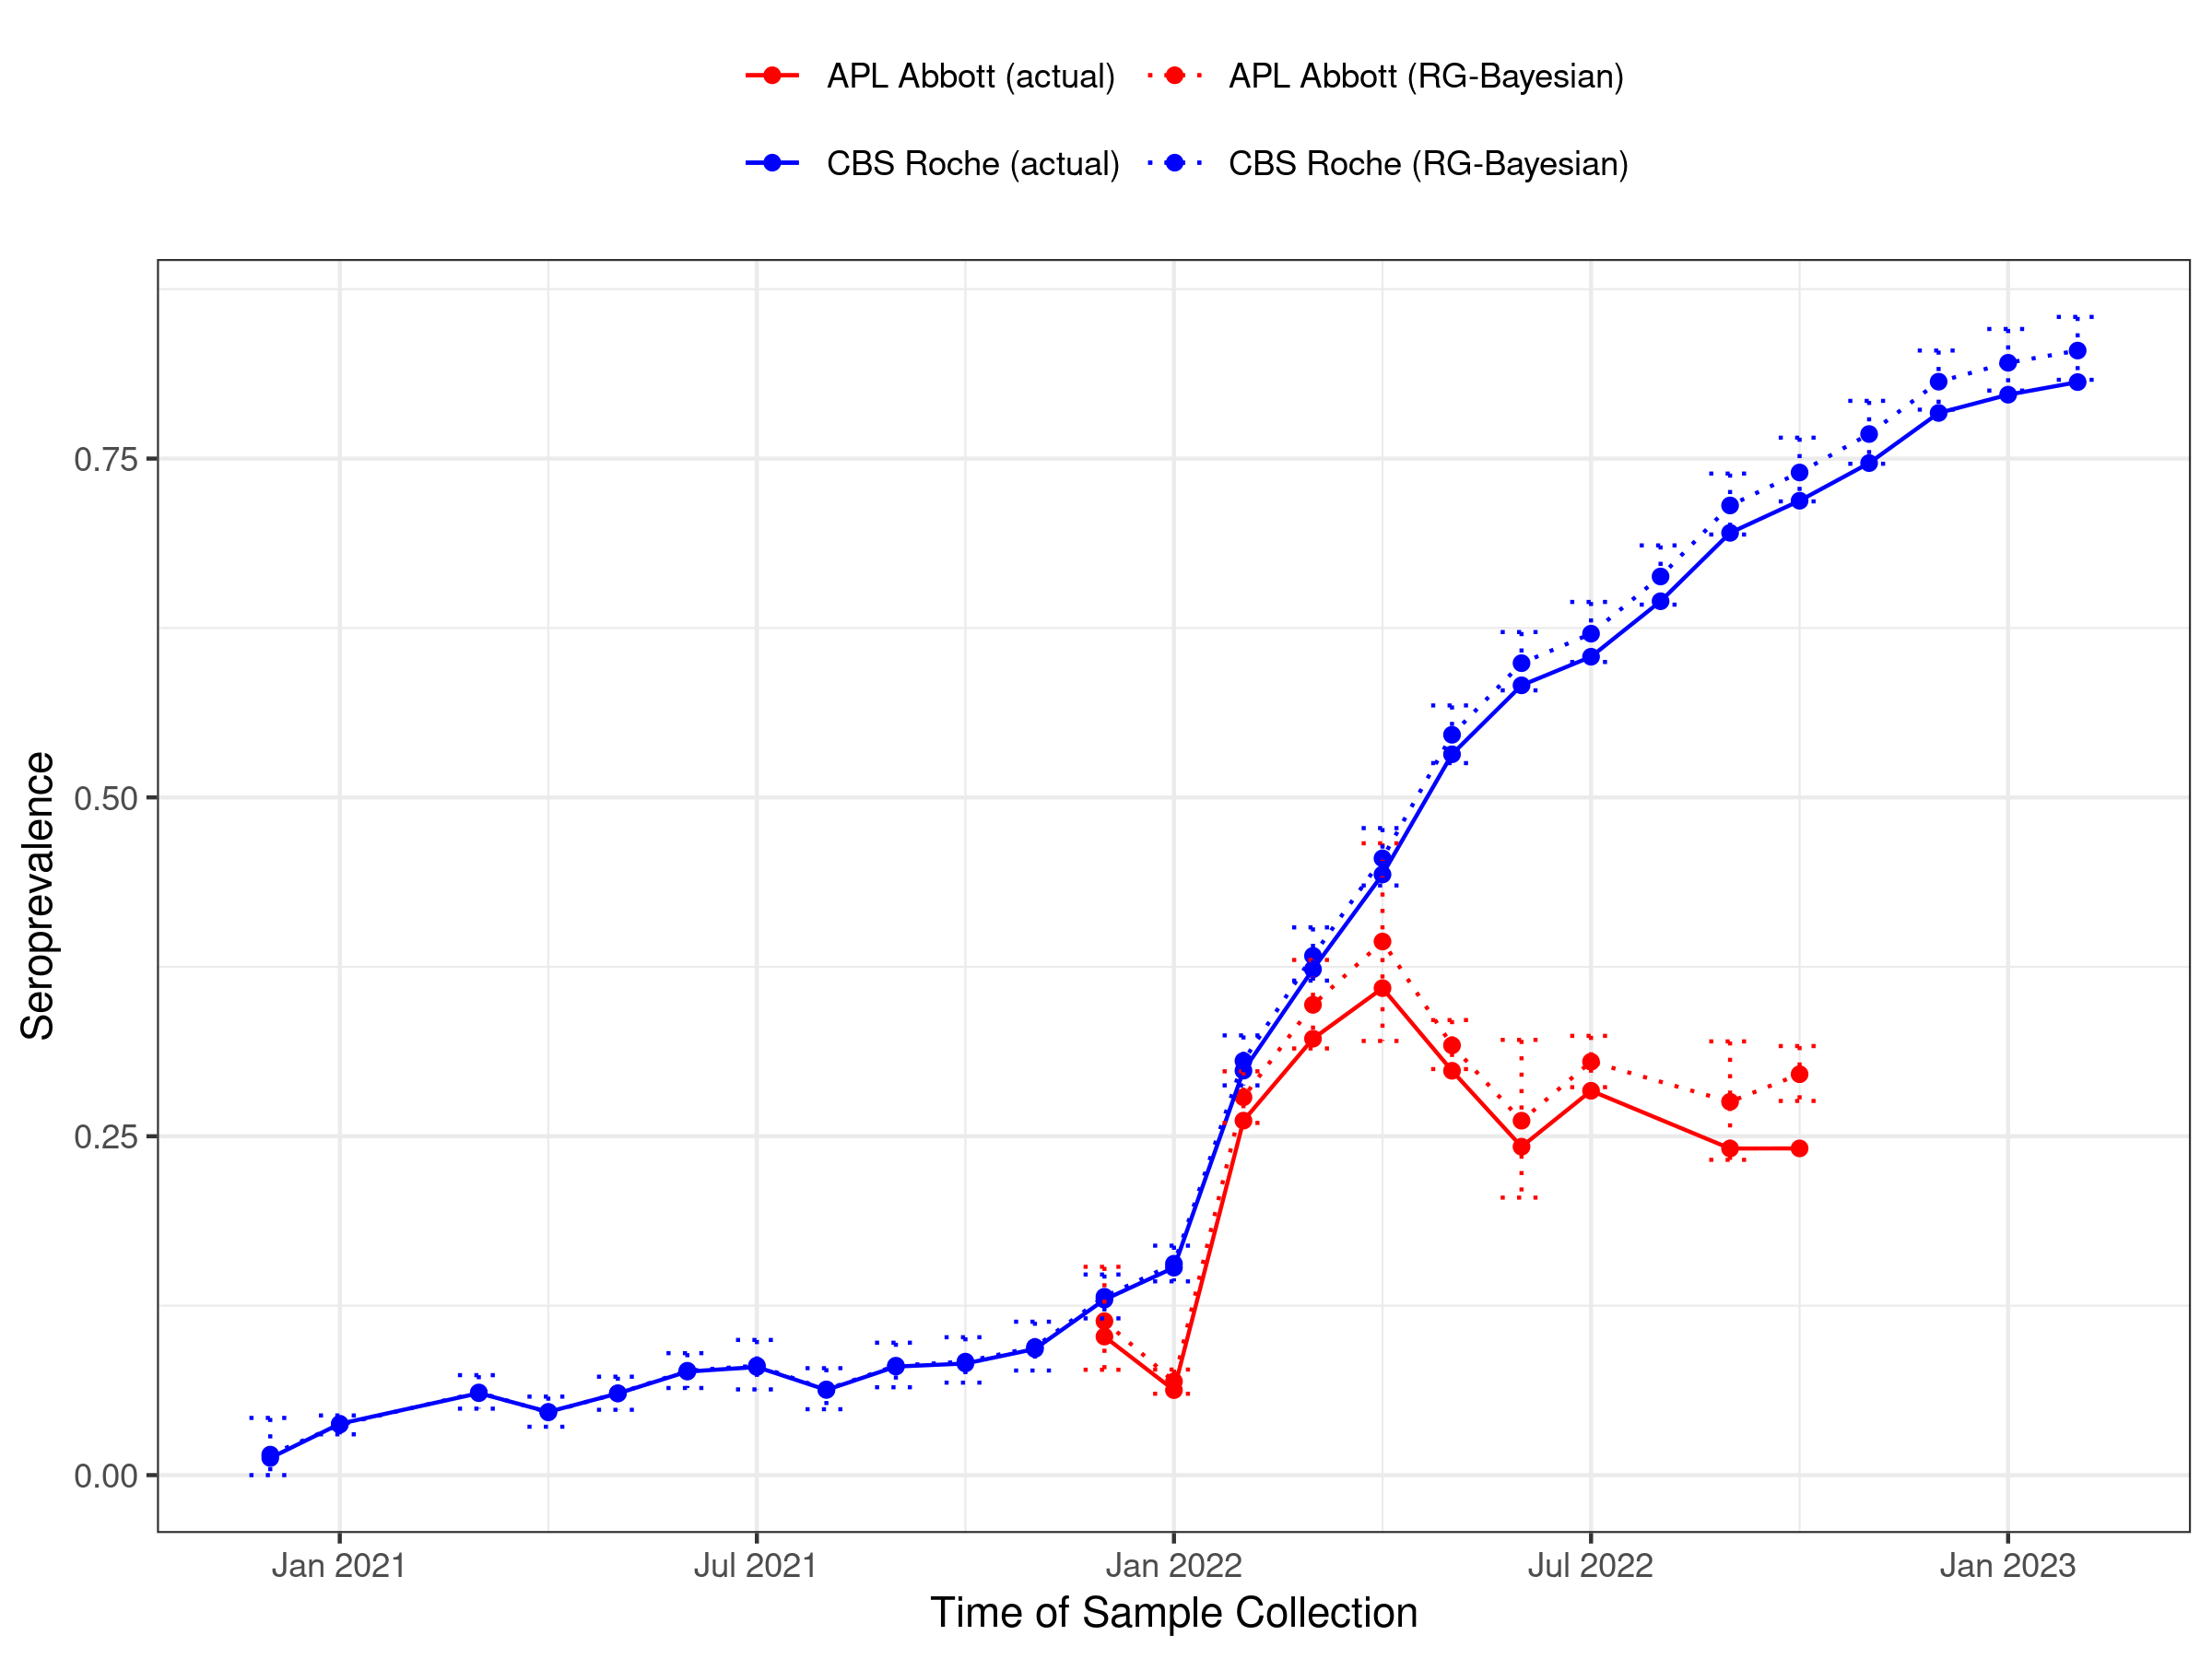 APL Abbott (actual) APL Abbott (RG-Bayesian)
CBS Roche (actual) CBS Roche (RG-Bayesian)
Seroprevalence
0.75
0.50
0.25
0.00
Jan 2021 Jul 2021 Jan 2022 Jul 2022 Jan 2023
Time of Sample Collection